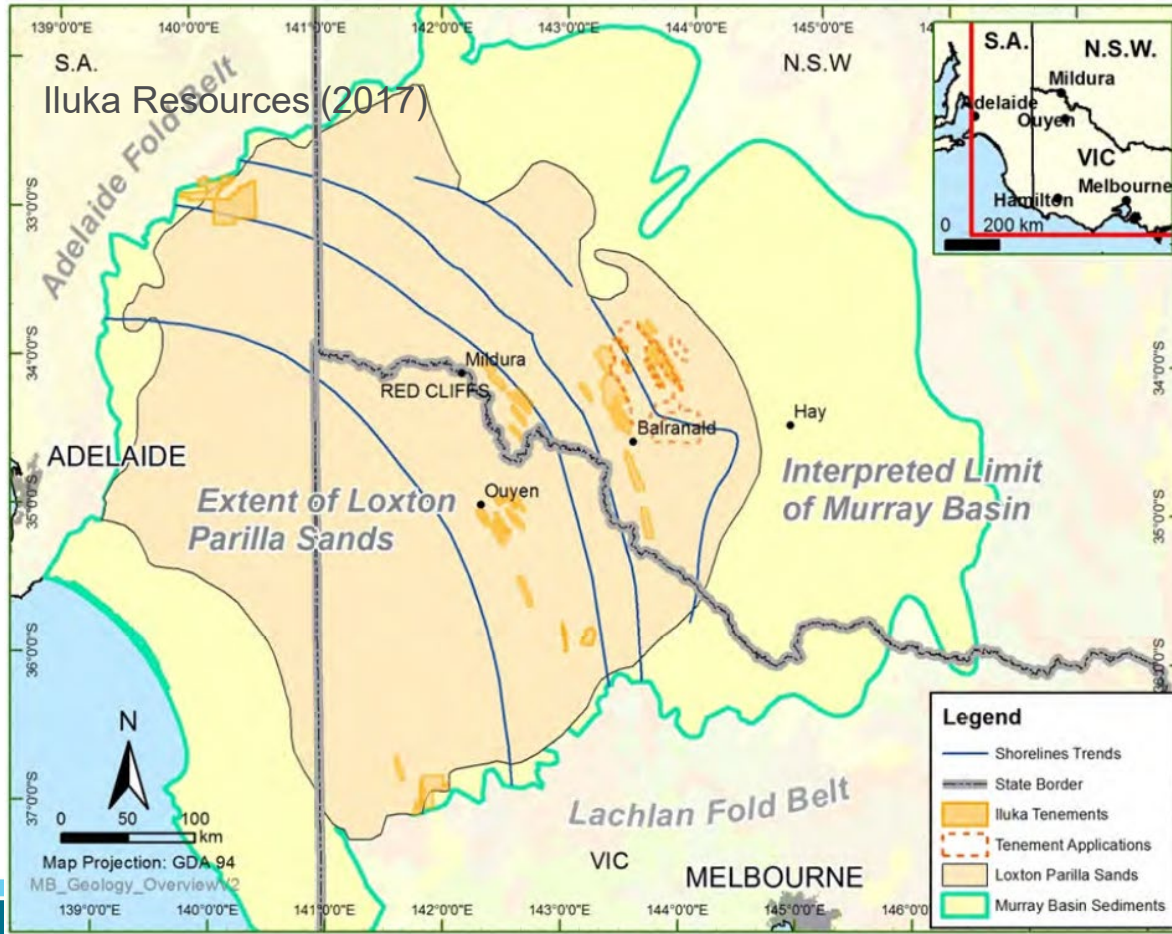 139°0'0"E
140°0'0"E
141°0'0"E
142°0'0"E
143°0'0"E
144°0'0"E
145°0'0"E
S.A.
N.S.W
Iluka Resources (2017)
Adelaide Fold Belt
S.A.
N.S.W.
Mildura
Adelaide
Ouyen
VIC
Melbourne
Hamilton
0 200 km
33°0'0"S
34°0'0"S
34°0'0"S
Mildura
RED CLIFFS
Hay
Balranald
ADELAIDE
Ouyen
Extent of Loxton
Parilla Sands
Interpreted Limit
of Murray Basin
35°0'0"S
35°0'0"S
36°0'0"S
37°0'0"S
N
0 50 100
km
Map Projection: GDA 94
MB_Geology_OverviewV2
Lachlan Fold Belt
VIC
MELBOURNE
Legend
Shorelines Trends
State Border
Iluka Tenements
Tenement Applications
Loxton Parilla Sands
Murray Basin Sediments
139°0'0"E
140°0'0"E
141°0'0"E
142°0'0"E
143°0'0"E
144°0'0"E
145°0'0"E